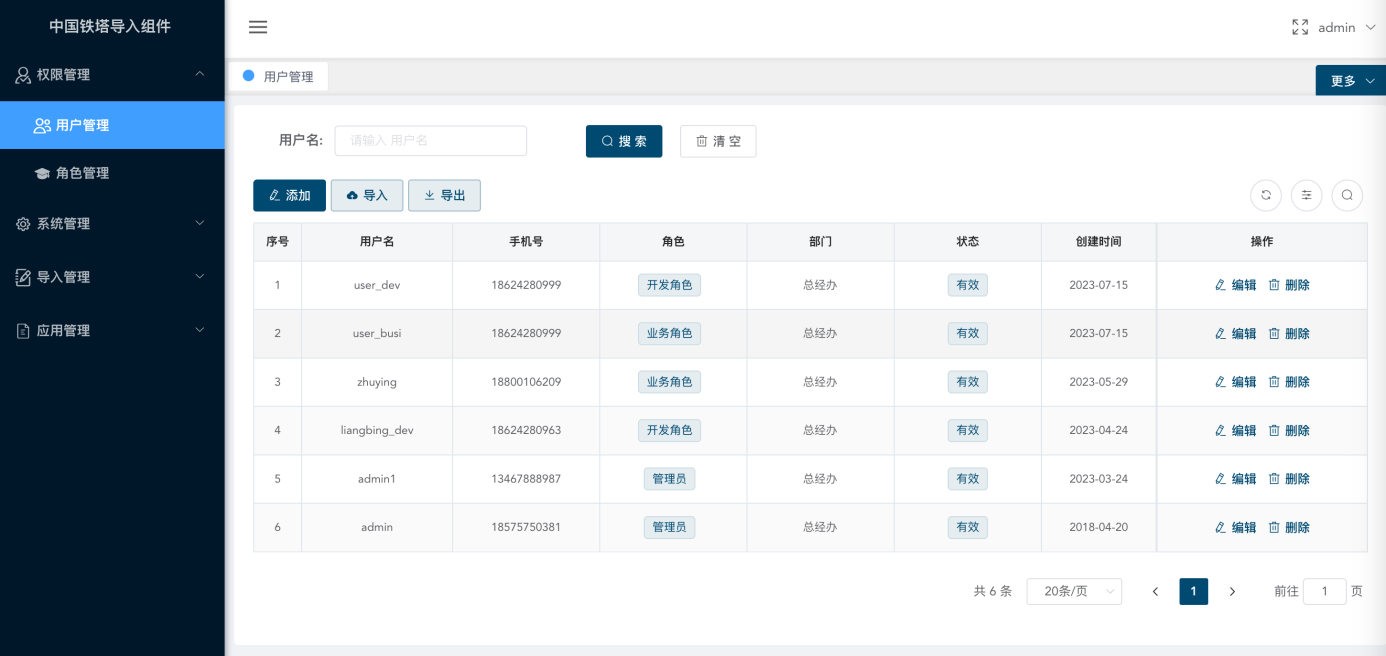 中国铁塔导入组件
admin
权限管理
用户管理
角色管理
系统管理
导入管理
应用管理
用户管理
更多
用户名: 请输入 用户名 搜 索 清 空
添加 导入 导出
序号 用户名 手机号 角色 部门 状态 创建时间 操作
1 user_dev 18624280999 开发角色 总经办 有效 2023-07-15 编辑 删除
2 user_busi 18624280999 业务角色 总经办 有效 2023-07-15 编辑 删除
3 zhuying 18800106209 业务角色 总经办 有效 2023-05-29 编辑 删除
4 liangbing_dev 18624280963 开发角色 总经办 有效 2023-04-24 编辑 删除
5 admin1 13467888987 管理员 总经办 有效 2023-03-24 编辑 删除
6 admin 18575750381 管理员 总经办 有效 2018-04-20 编辑 删除
共 6 条 20条/页 1 前往 1 页